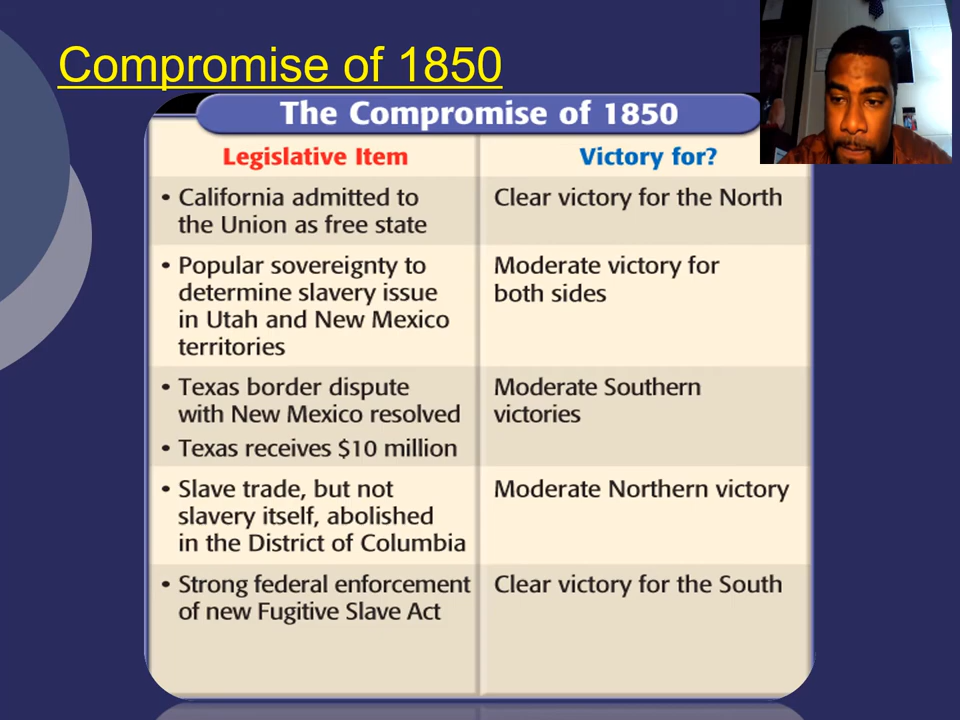 Compromise of 1850
The Compromise of 1850
Legislative Item
Victory for?
• California admitted to
the Union as free state
Clear victory for the North
• Popular sovereignty to
determine slavery issue
in Utah and New Mexico
territories
Moderate victory for
both sides
• Texas border dispute
with New Mexico resolved
• Texas receives $10 million
Moderate Southern
victories
• Slave trade, but not
slavery itself, abolished
in the District of Columbia
Moderate Northern victory
• Strong federal enforcement
of new Fugitive Slave Act
Clear victory for the South